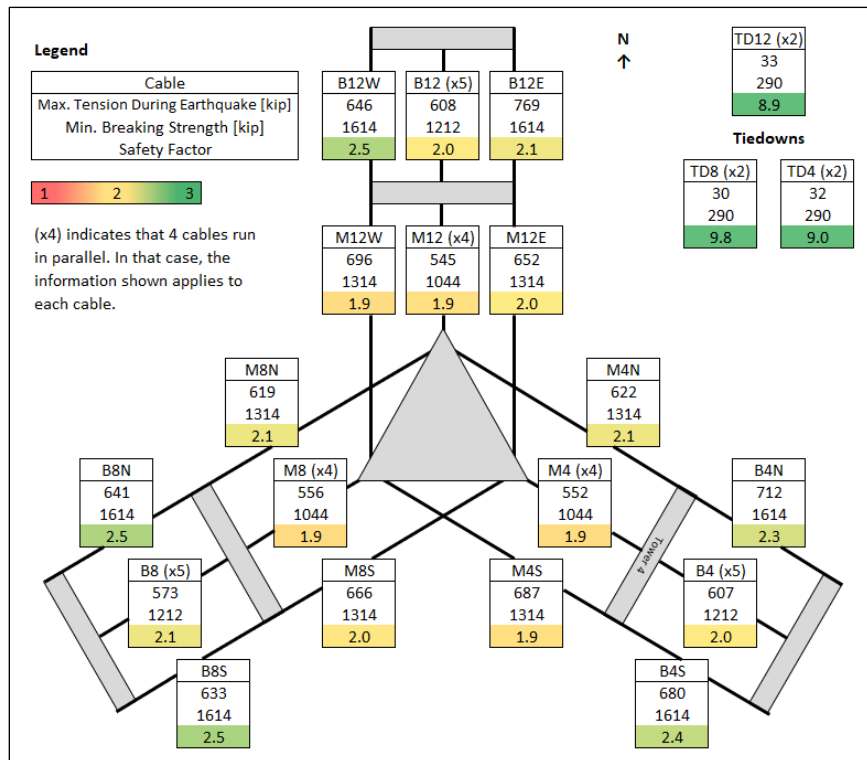 Legend
Cable
Max. Tension During Earthquake [kip]
Min. Breaking Strength [kip]
Safety Factor
1 2 3
(x4) indicates that 4 cables run
in parallel. In that case, the
information shown applies to
each cable.
N
↑
B12W
646
1614
2.5
B12 (x5)
608
1212
2.0
B12E
769
1614
2.1
TD12 (x2)
33
290
8.9
Tiedowns
TD8 (x2)
30
290
9.8
TD4 (x2)
32
290
9.0
M12W
696
1314
1.9
M12 (x4)
545
1044
1.9
M12E
652
1314
2.0
M8N
619
1314
2.1
M4N
622
1314
2.1
B8N
641
1614
2.5
M8 (x4)
556
1044
1.9
M4 (x4)
552
1044
1.9
B4N
712
1614
2.3
Tower 4
B8 (x5)
573
1212
2.1
M8S
666
1314
2.0
M4S
687
1314
1.9
B4 (x5)
607
1212
2.0
B8S
633
1614
2.5
B4S
680
1614
2.4